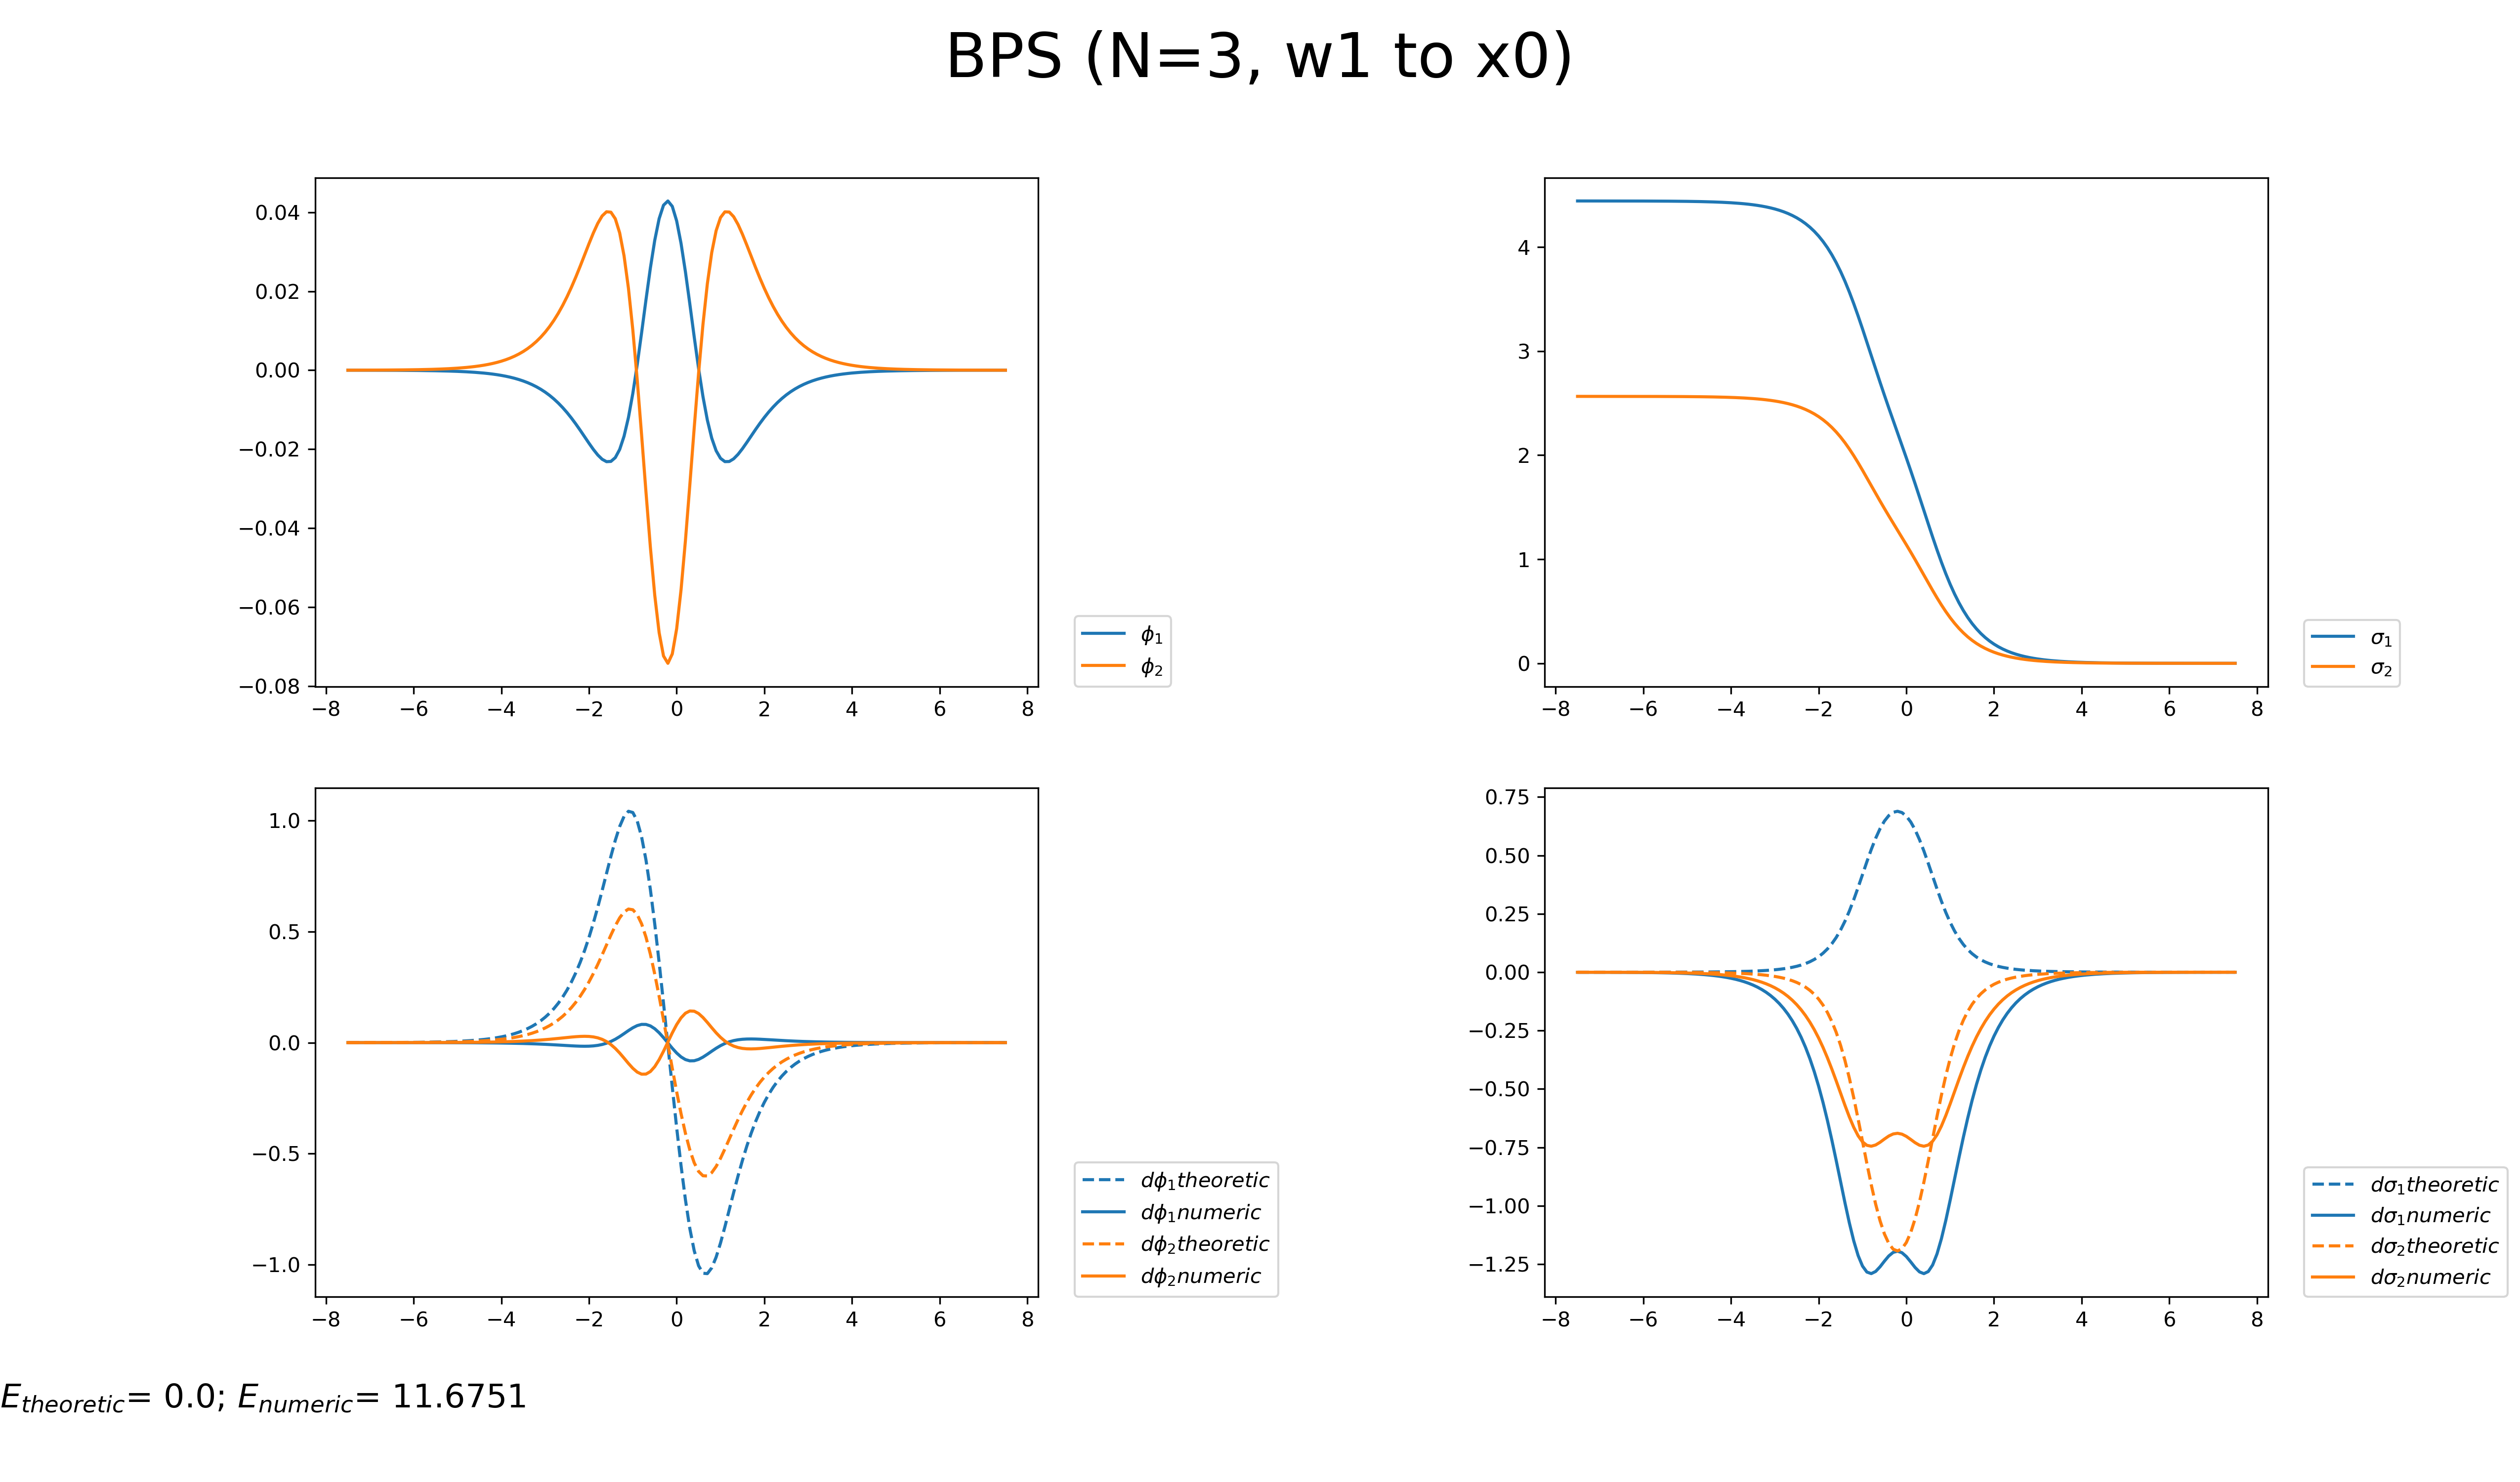 BPS (N=3, w1 to x0)
0.04
0.02
0.00
−0.02
−0.04
−0.06
−0.08
−8 −6 −4 −2 0 2 4 6 8
ϕ1
ϕ2
4
3
2
1
0
−8 −6 −4 −2 0 2 4 6 8
σ1
σ2
1.0
0.5
0.0
−0.5
−1.0
−8 −6 −4 −2 0 2 4 6 8
dϕ1theoretic
dϕ1numeric
dϕ2theoretic
dϕ2numeric
0.75
0.50
0.25
0.00
−0.25
−0.50
−0.75
−1.00
−1.25
−8 −6 −4 −2 0 2 4 6 8
dσ1theoretic
dσ1numeric
dσ2theoretic
dσ2numeric
Etheoretic= 0.0; Enumeric= 11.6751